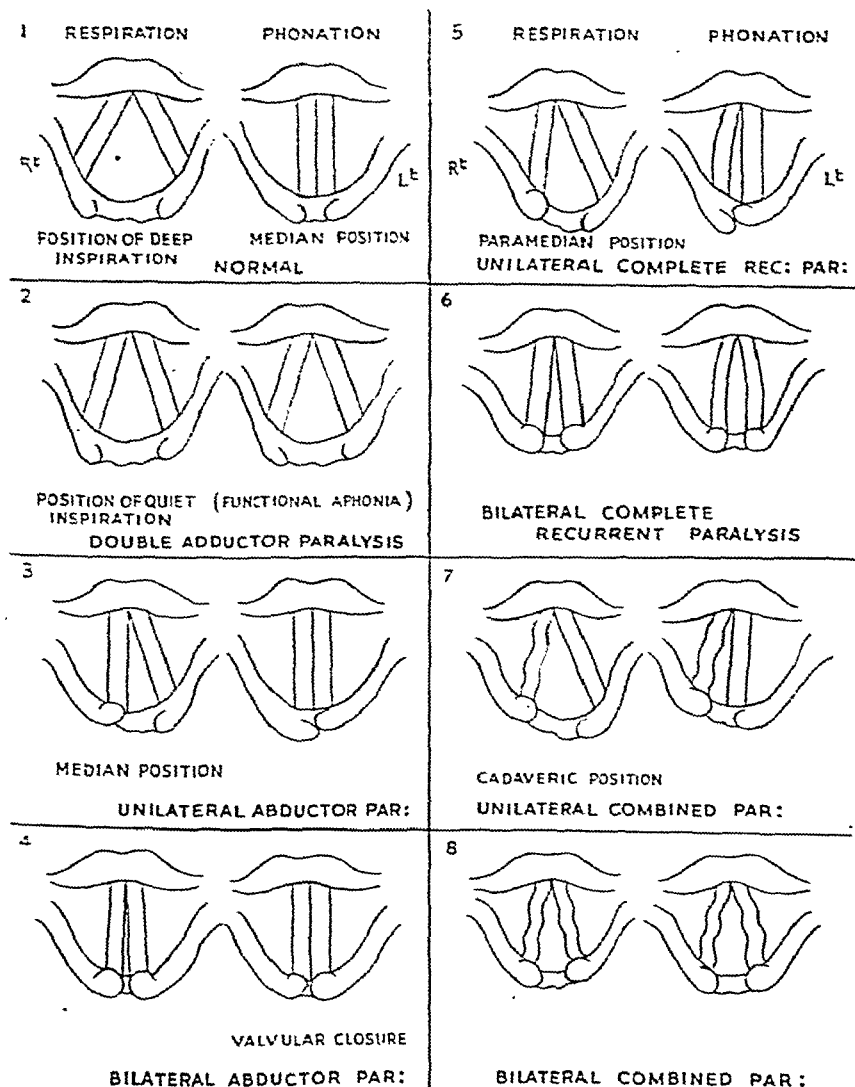 1 RESPIRATION PHONATION
Rt Lt
POSITION OF DEEP
INSPIRATION
MEDIAN POSITION
NORMAL
2
POSITION OF QUIET
INSPIRATION
(FUNCTIONAL APHONIA)
DOUBLE ADDUCTOR PARALYSIS
3
MEDIAN POSITION
UNILATERAL ABDUCTOR PAR:
4
VALVULAR CLOSURE
BILATERAL ABDUCTOR PAR:
5 RESPIRATION PHONATION
Rt Lt
PARAMEDIAN POSITION
UNILATERAL COMPLETE REC: PAR:
6
BILATERAL COMPLETE
RECURRENT PARALYSIS
7
CADAVERIC POSITION
UNILATERAL COMBINED PAR:
8
BILATERAL COMBINED PAR: